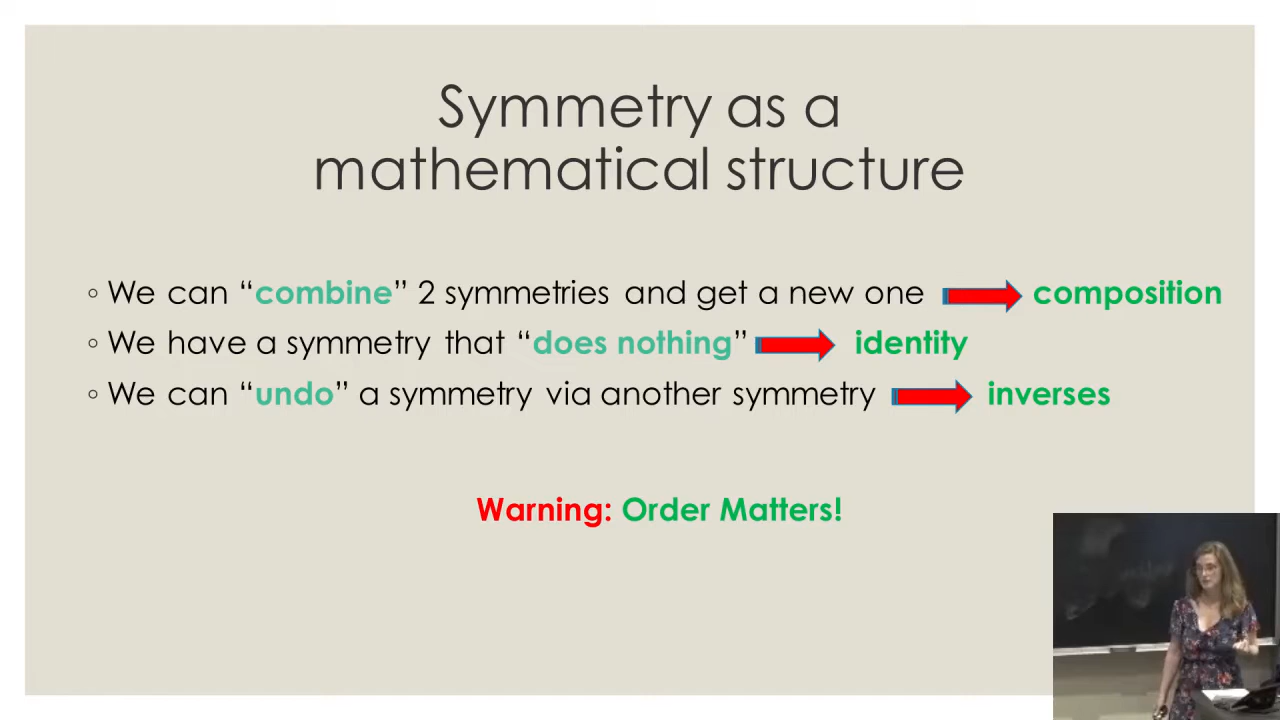 Symmetry as a
mathematical structure
◦ We can “combine” 2 symmetries and get a new one composition
◦ We have a symmetry that “does nothing” identity
◦ We can “undo” a symmetry via another symmetry inverses
Warning: Order Matters!